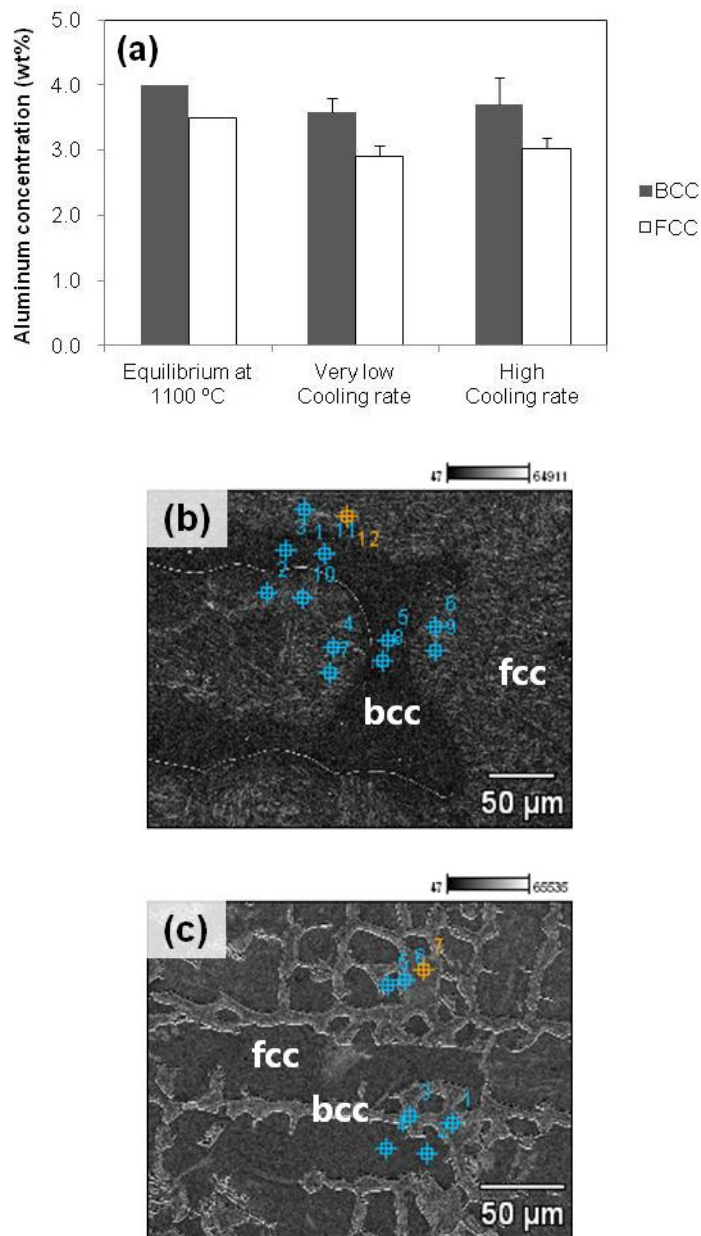 (a)
Aluminum concentration (wt%)
5.0
4.0
3.0
2.0
1.0
0.0
BCC
FCC
Equilibrium at
1100 ºC
Very low
Cooling rate
High
Cooling rate
47 64911
(b)
3 1 11
12
2 10
4 5 6
7 8 9
fcc
bcc
50 µm
47 65535
(c)
6 7
fcc
bcc
3 1
50 µm